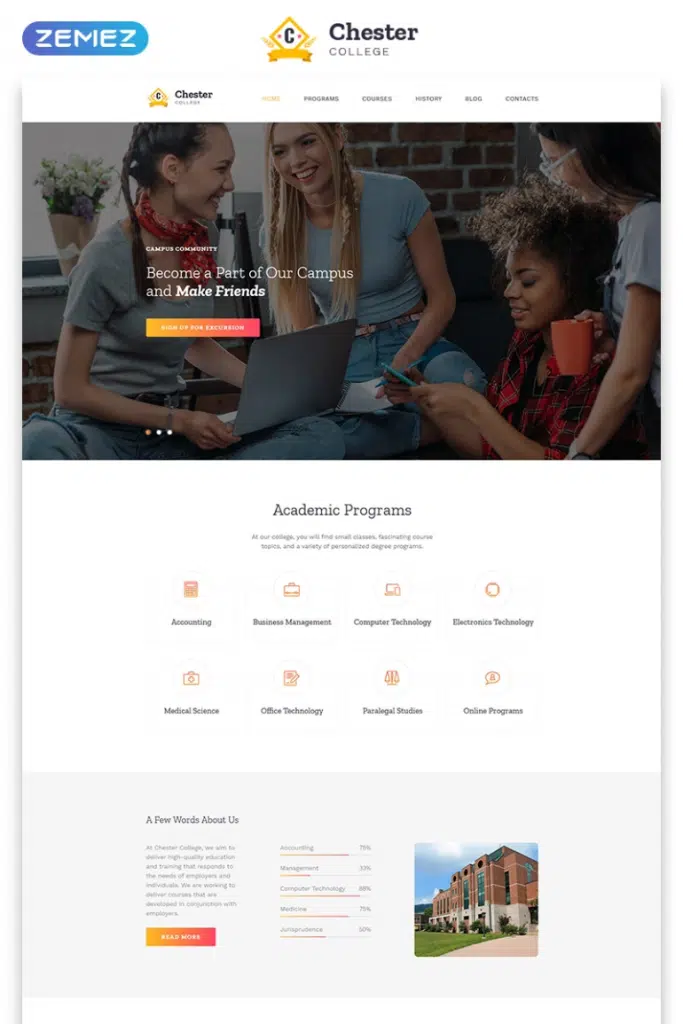 ZEMEZ
C
Chester
COLLEGE
C
Chester
COLLEGE
HOME
PROGRAMS
COURSES
HISTORY
BLOG
CONTACTS
CAMPUS COMMUNITY
Become a Part of Our Campus
and Make Friends
SIGN UP FOR EXCURSION
Academic Programs
At our college, you will find small classes, fascinating course
topics, and a variety of personalized degree programs.
Accounting
Business Management
Computer Technology
Electronics Technology
Medical Science
Office Technology
Paralegal Studies
Online Programs
A Few Words About Us
At Chester College, we aim to
deliver high-quality education
and training that responds to
the needs of employers and
individuals. We are working to
deliver courses that are
developed in conjunction with
employers.
READ MORE
Accounting 75%
Management 33%
Computer Technology 88%
Medicine 75%
Jurisprudence 50%